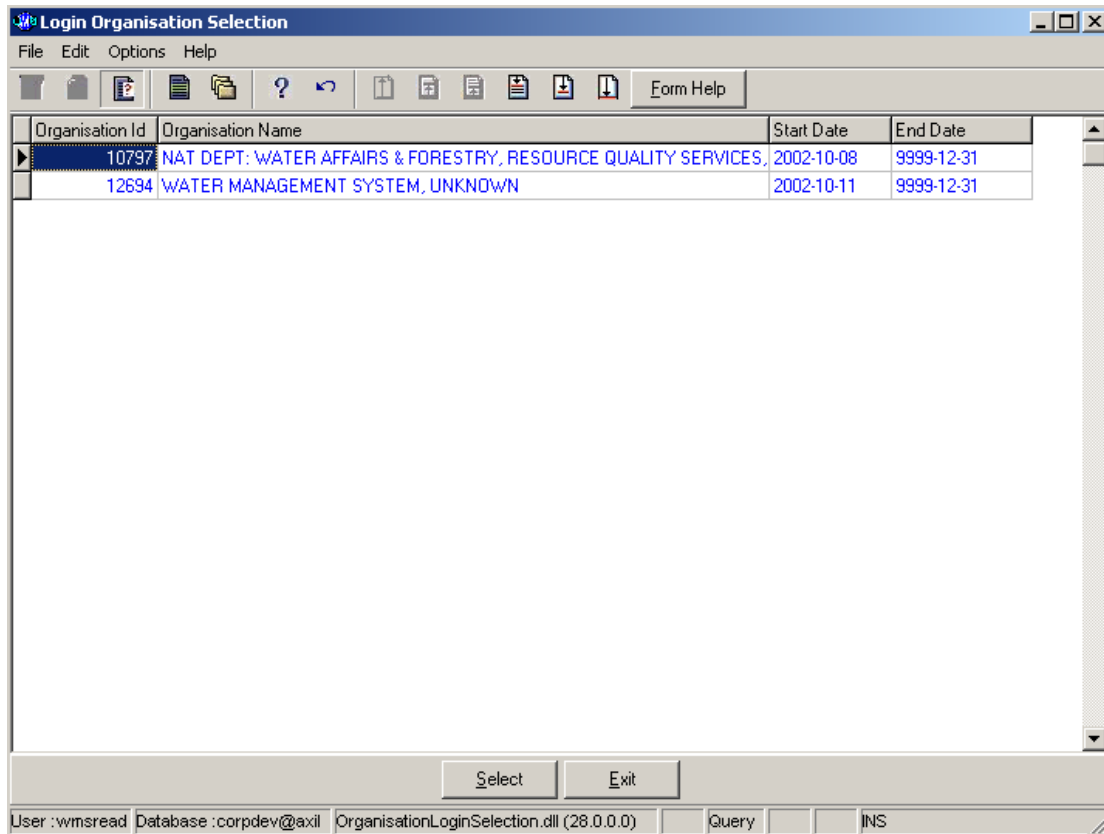 Login Organisation Selection
File Edit Options Help
Form Help
Organisation Id Organisation Name Start Date End Date
10797 NAT DEPT: WATER AFFAIRS & FORESTRY, RESOURCE QUALITY SERVICES, 2002-10-08 9999-12-31
12694 WATER MANAGEMENT SYSTEM, UNKNOWN 2002-10-11 9999-12-31
Select Exit
User :wmsread Database :corpdev@axil OrganisationLoginSelection.dll (28.0.0.0) Query INS